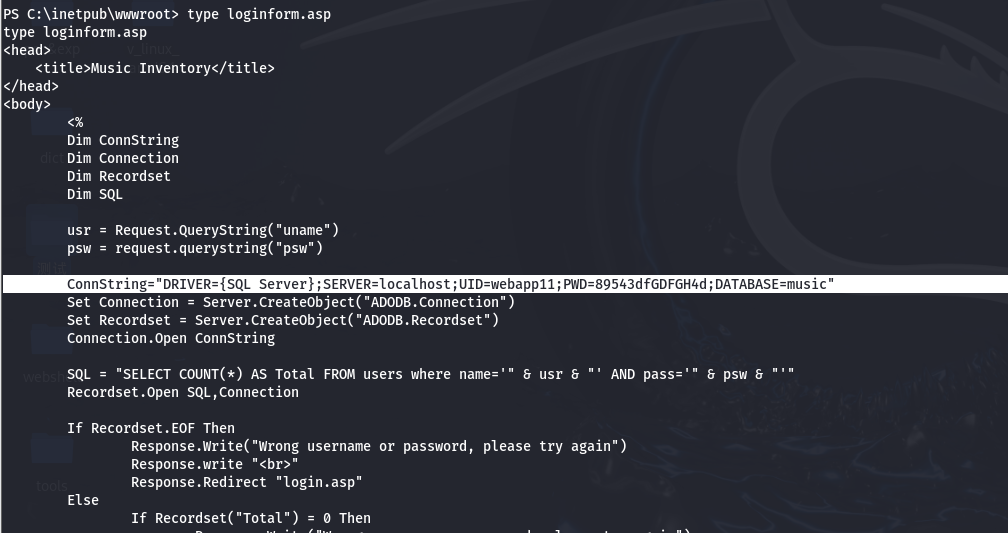 PS C:\inetpub\wwwroot> type loginform.asp
type loginform.asp
<head>
    <title>Music Inventory</title>
</head>
<body>
        <%
        Dim ConnString
        Dim Connection
        Dim Recordset
        Dim SQL

        usr = Request.QueryString("uname")
        psw = request.querystring("psw")

        ConnString="DRIVER={SQL Server};SERVER=localhost;UID=webapp11;PWD=89543dfGDFGH4d;DATABASE=music"
        Set Connection = Server.CreateObject("ADODB.Connection")
        Set Recordset = Server.CreateObject("ADODB.Recordset")
        Connection.Open ConnString

        SQL = "SELECT COUNT(*) AS Total FROM users where name='" & usr & "' AND pass='" & psw & "'"
        Recordset.Open SQL,Connection

        If Recordset.EOF Then
                Response.Write("Wrong username or password, please try again")
                Response.write "<br>"
                Response.Redirect "login.asp"
        Else
                If Recordset("Total") = 0 Then
tools